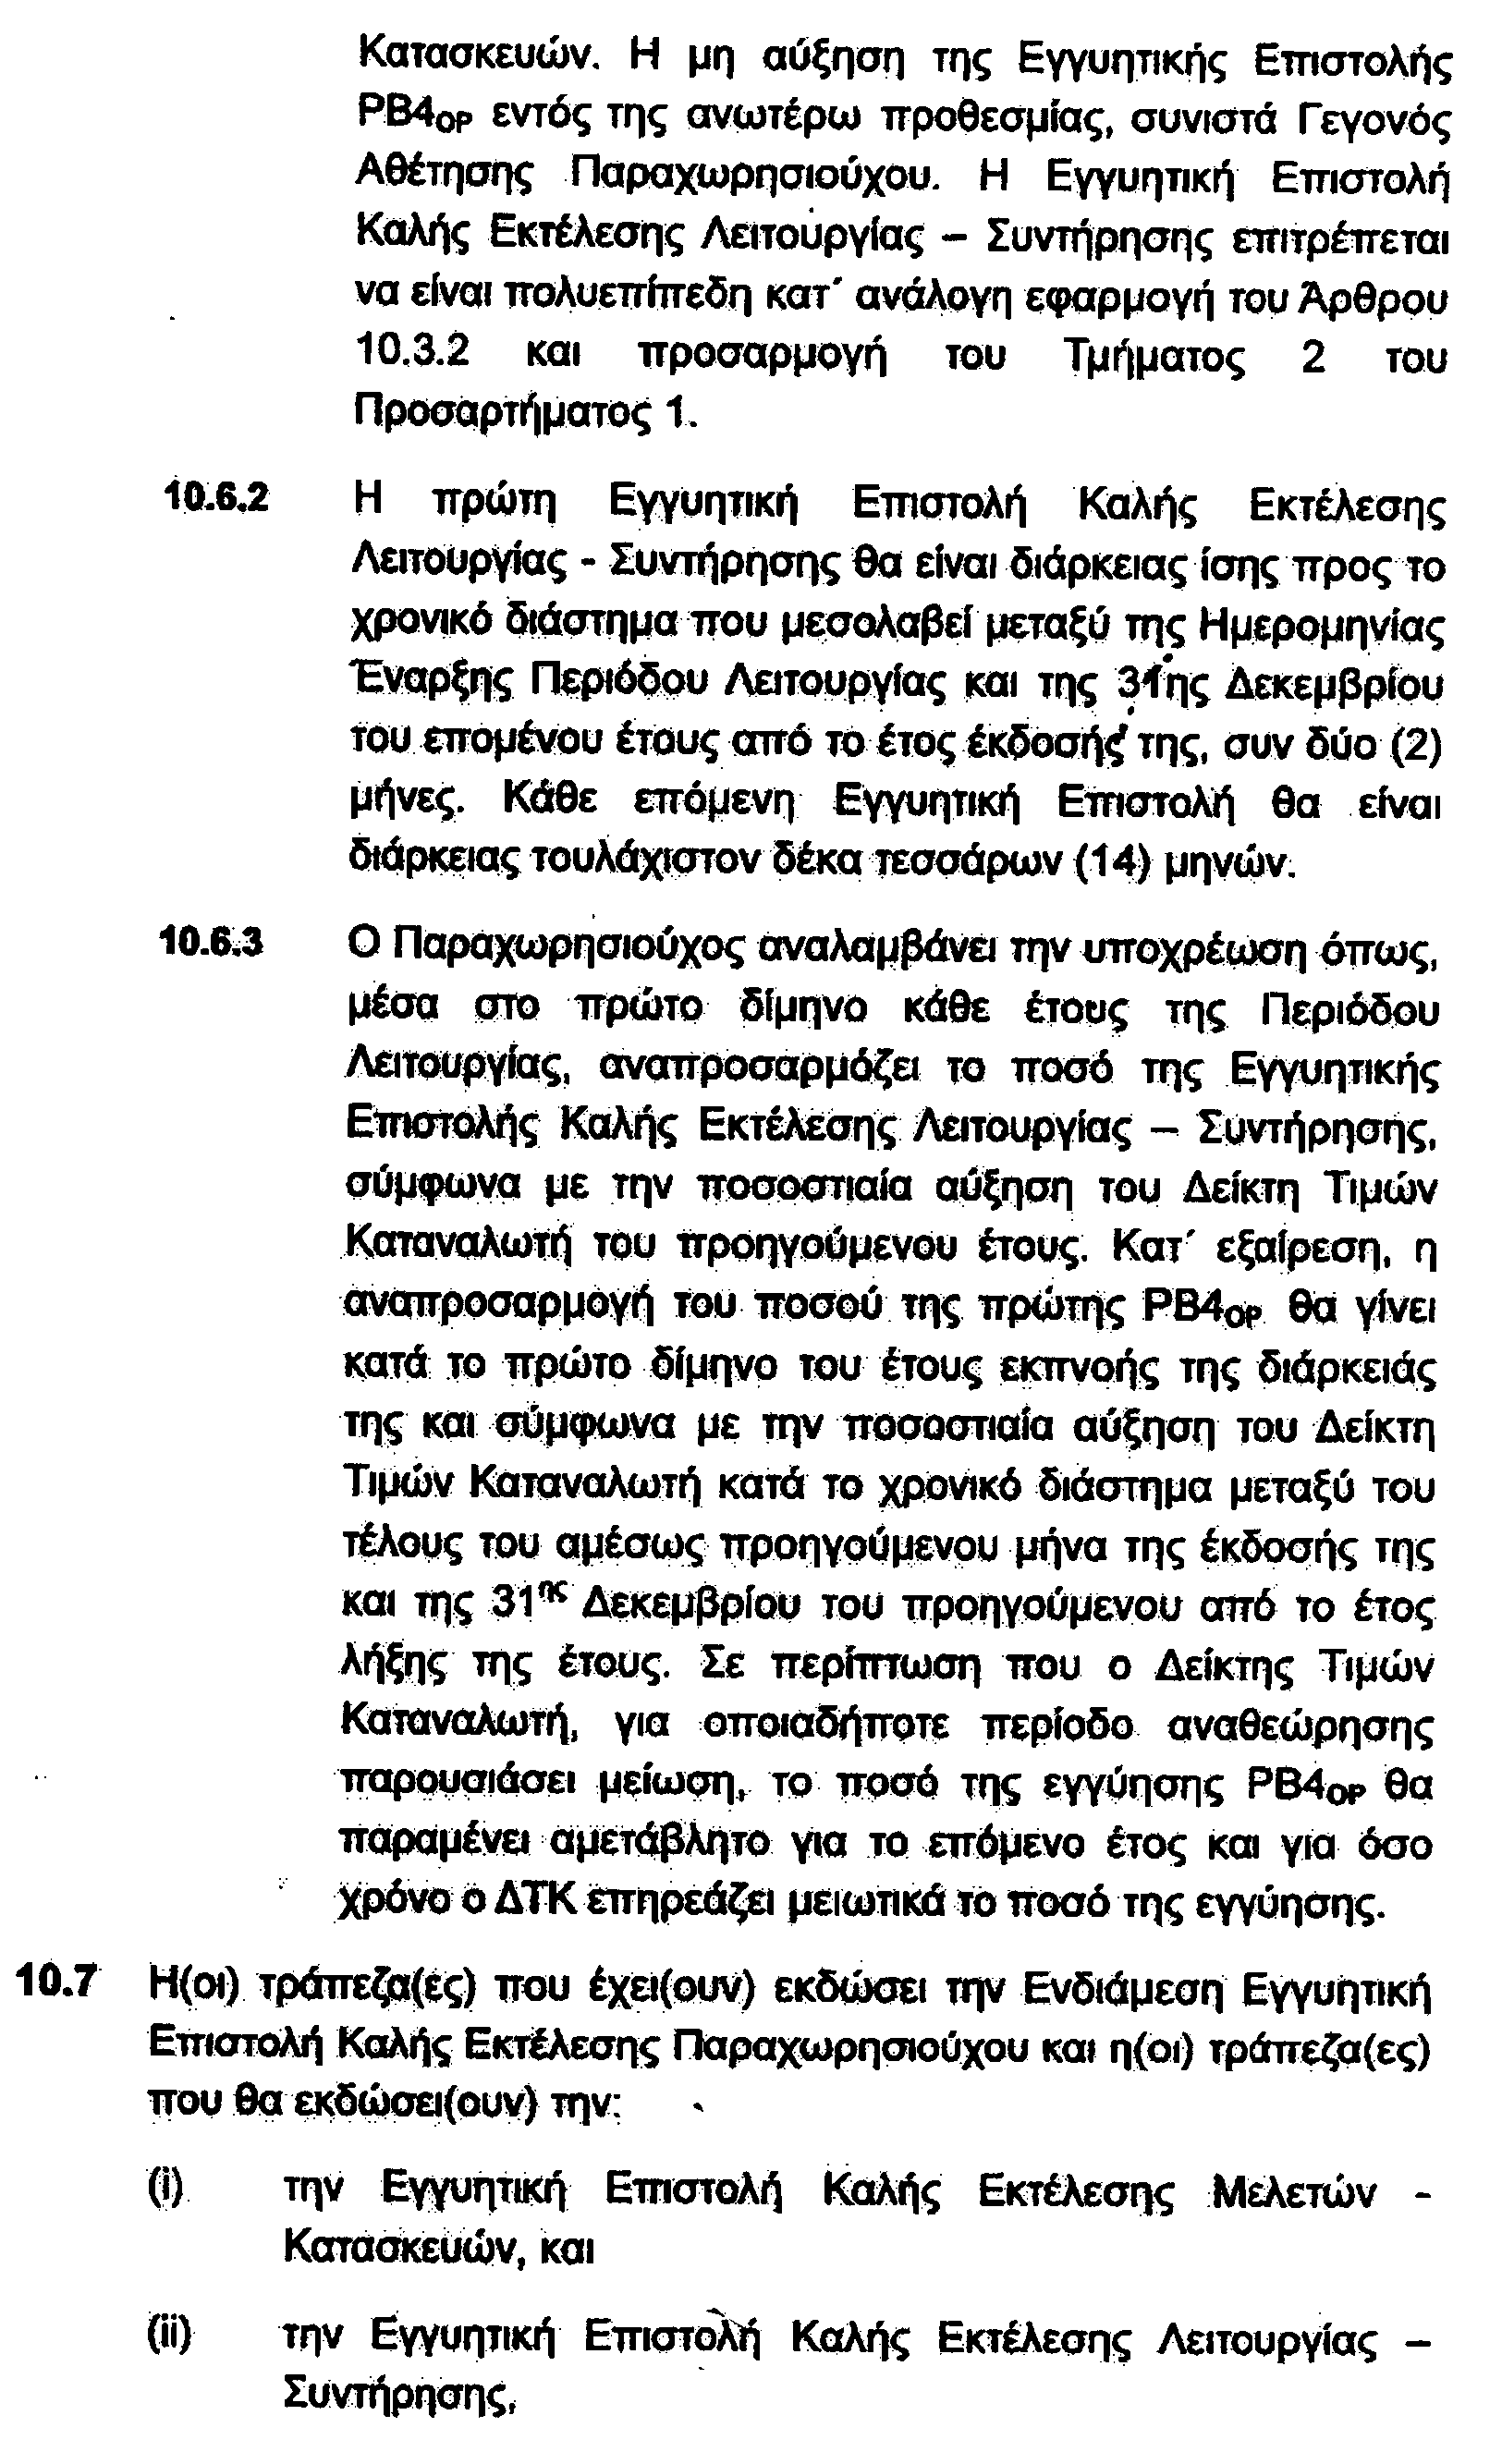 Κατασκευών. Η μη αύξηση της Εγγυητικής Επιστολής
PB4OP εντός της ανωτέρω προθεσμίας, συνιστά Γεγονός
Αθέτησης Παραχωρησιούχου. Η Εγγυητική Επιστολή
Καλής Εκτέλεσης Λειτουργίας – Συντήρησης επιτρέπεται
να είναι πολυεπίπεδη κατ' ανάλογη εφαρμογή του Άρθρου
10.3.2 και προσαρμογή του Τμήματος 2 του
Προσαρτήματος 1.
10.6.2 Η πρώτη Εγγυητική Επιστολή Καλής Εκτέλεσης
Λειτουργίας - Συντήρησης θα είναι διάρκειας ίσης προς το
χρονικό διάστημα που μεσολαβεί μεταξύ της Ημερομηνίας
Έναρξης Περιόδου Λειτουργίας και της 31ης Δεκεμβρίου
του επομένου έτους από το έτος έκδοσής της, συν δύο (2)
μήνες. Κάθε επόμενη Εγγυητική Επιστολή θα είναι
διάρκειας τουλάχιστον δέκα τεσσάρων (14) μηνών.
10.6.3 Ο Παραχωρησιούχος αναλαμβάνει την υποχρέωση όπως,
μέσα στο πρώτο δίμηνο κάθε έτους της Περιόδου
Λειτουργίας, αναπροσαρμόζει το ποσό της Εγγυητικής
Επιστολής Καλής Εκτέλεσης Λειτουργίας – Συντήρησης,
σύμφωνα με την ποσοστιαία αύξηση του Δείκτη Τιμών
Καταναλωτή του προηγούμενου έτους. Κατ' εξαίρεση, η
αναπροσαρμογή του ποσού της πρώτης PB4OP θα γίνει
κατά το πρώτο δίμηνο του έτους εκπνοής της διάρκειάς
της και σύμφωνα με την ποσοστιαία αύξηση του Δείκτη
Τιμών Καταναλωτή κατά το χρονικό διάστημα μεταξύ του
τέλους του αμέσως προηγούμενου μήνα της έκδοσής της
και της 31ης Δεκεμβρίου του προηγούμενου από το έτος
λήξης της έτους. Σε περίπτωση που ο Δείκτης Τιμών
Καταναλωτή, για οποιαδήποτε περίοδο αναθεώρησης
παρουσιάσει μείωση, το ποσό της εγγύησης PB4OP θα
παραμένει αμετάβλητο για το επόμενο έτος και για όσο
χρόνο ο ΔΤΚ επηρεάζει μειωτικά το ποσό της εγγύησης.
10.7 Η(οι) τράπεζα(ες) που έχει(ουν) εκδώσει την Ενδιάμεση Εγγυητική
Επιστολή Καλής Εκτέλεσης Παραχωρησιούχου και η(οι) τράπεζα(ες)
που θα εκδώσει(ουν) την:
(i) την Εγγυητική Επιστολή Καλής Εκτέλεσης Μελετών -
Κατασκευών, και
(ii) την Εγγυητική Επιστολή Καλής Εκτέλεσης Λειτουργίας –
Συντήρησης,